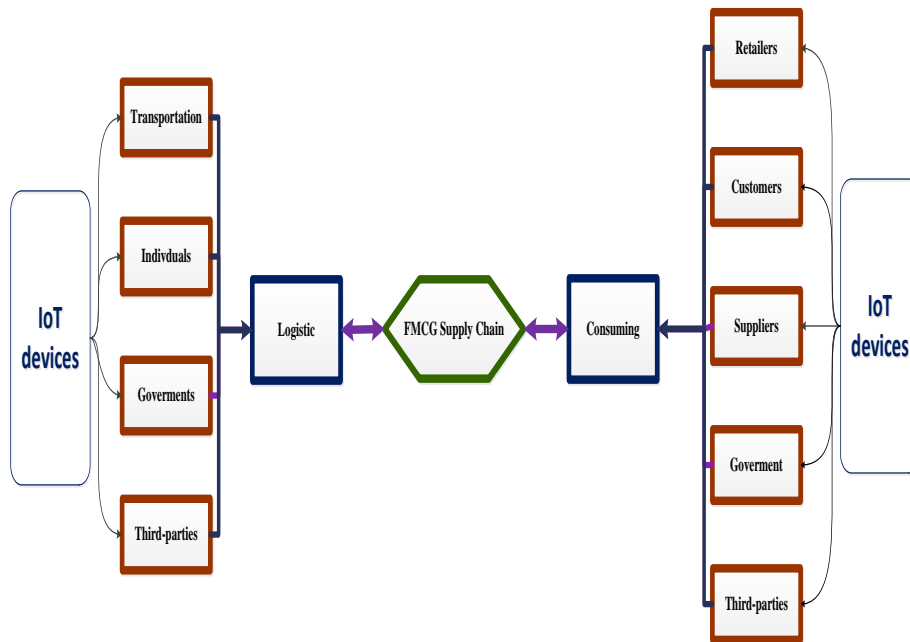 IoT
devices
Transportation
Indivduals
Goverments
Third-parties
Logistic
FMCG Supply Chain
Consuming
Retailers
Customers
Suppliers
Goverment
Third-parties
IoT
devices